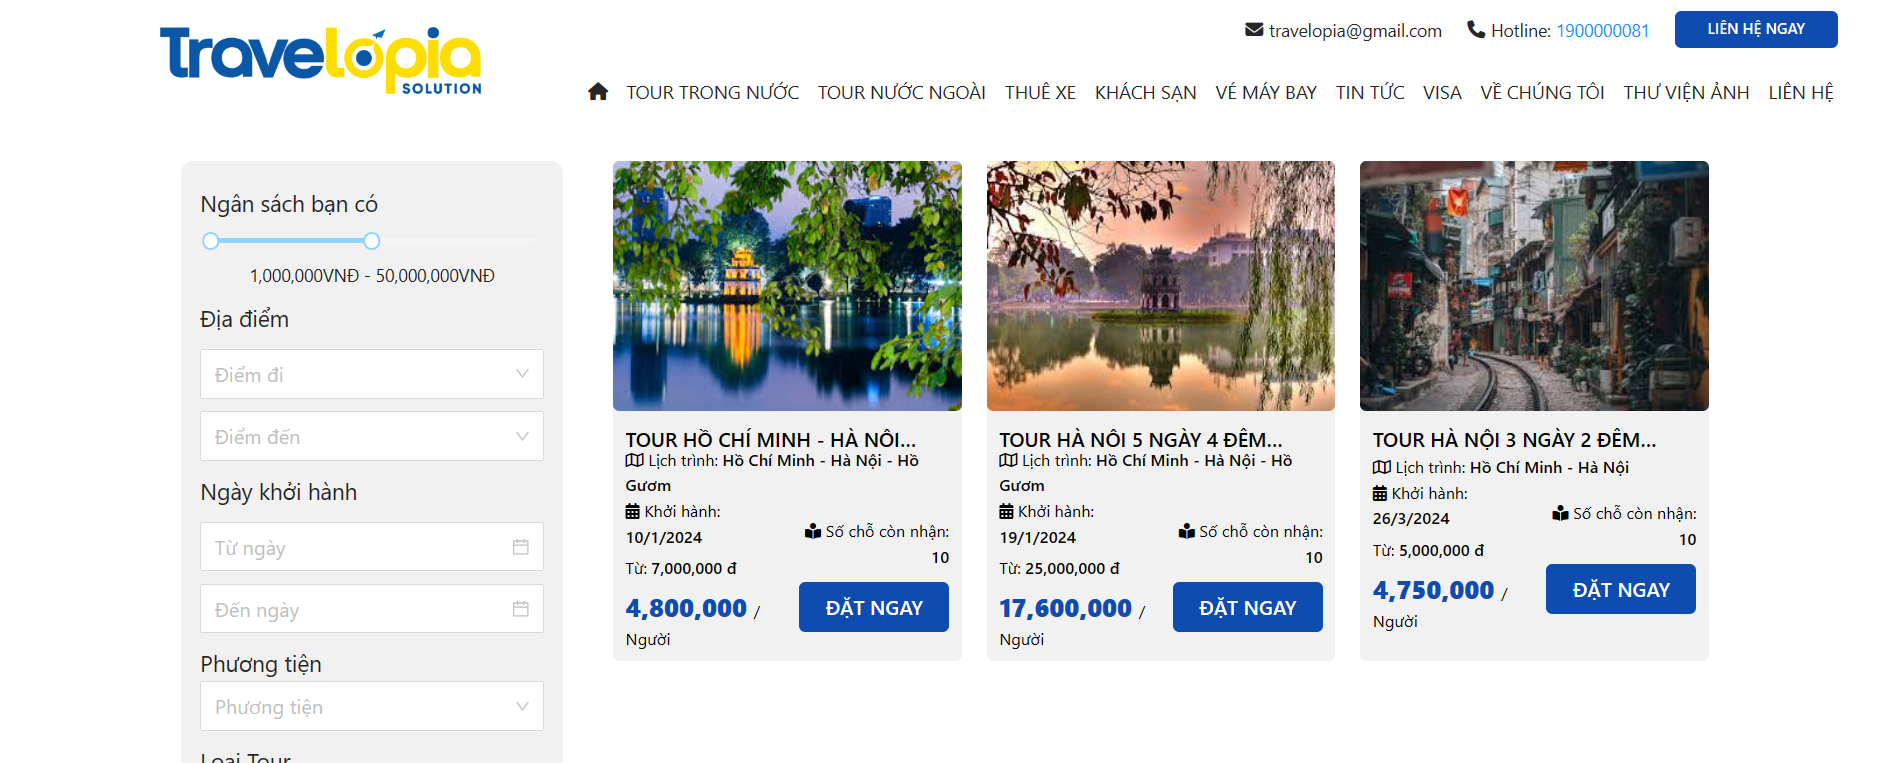 Travelopia
SOLUTION
travelopia@gmail.com
Hotline: 1900000081
LIÊN HỆ NGAY
TOUR TRONG NƯỚC
TOUR NƯỚC NGOÀI
THUÊ XE
KHÁCH SẠN
VÉ MÁY BAY
TIN TỨC
VISA
VỀ CHÚNG TÔI
THƯ VIỆN ẢNH
LIÊN HỆ
Ngân sách bạn có
1,000,000VNĐ - 50,000,000VNĐ
Địa điểm
Điểm đi
Điểm đến
Ngày khởi hành
Từ ngày
Đến ngày
Phương tiện
Phương tiện
Loại Tour
TOUR HỒ CHÍ MINH - HÀ NÔI...
Lịch trình: Hồ Chí Minh - Hà Nội - Hồ
Gươm
Khởi hành:
10/1/2024
Số chỗ còn nhận:
10
Từ: 7,000,000 đ
4,800,000 /
Người
ĐẶT NGAY
TOUR HÀ NÔI 5 NGÀY 4 ĐÊM...
Lịch trình: Hồ Chí Minh - Hà Nội - Hồ
Gươm
Khởi hành:
19/1/2024
Số chỗ còn nhận:
10
Từ: 25,000,000 đ
17,600,000 /
Người
ĐẶT NGAY
TOUR HÀ NỘI 3 NGÀY 2 ĐÊM...
Lịch trình: Hồ Chí Minh - Hà Nội
Khởi hành:
26/3/2024
Số chỗ còn nhận:
10
Từ: 5,000,000 đ
4,750,000 /
Người
ĐẶT NGAY